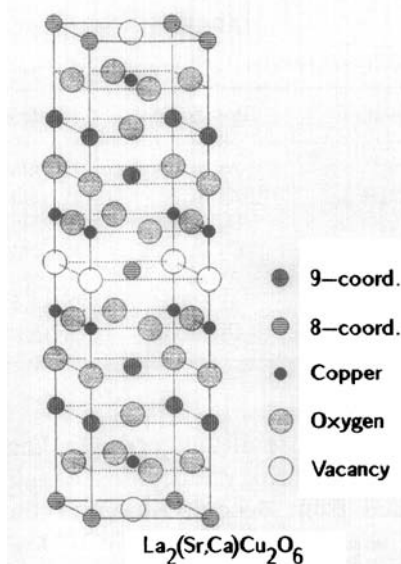 9–coord.
8–coord.
Copper
Oxygen
Vacancy
La₂(Sr,Ca)Cu₂O₆